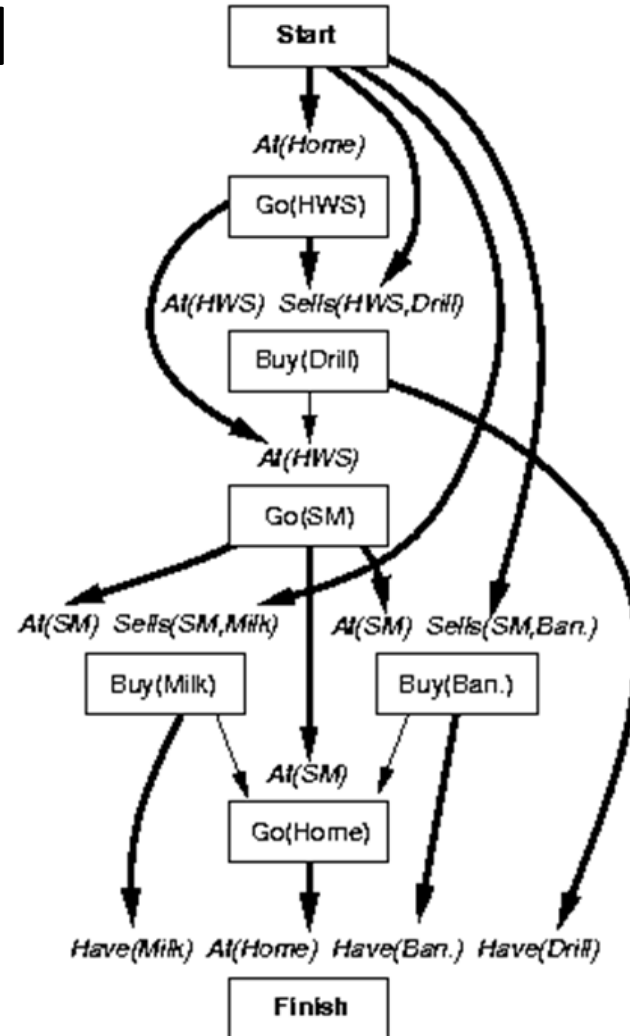 Start
At(Home)
Go(HWS)
At(HWS) Sells(HWS,Drill)
Buy(Drill)
At(HWS)
Go(SM)
At(SM) Sells(SM,Milk) At(SM) Sells(SM,Ban.)
Buy(Milk) Buy(Ban.)
At(SM)
Go(Home)
Have(Milk) At(Home) Have(Ban.) Have(Drill)
Finish